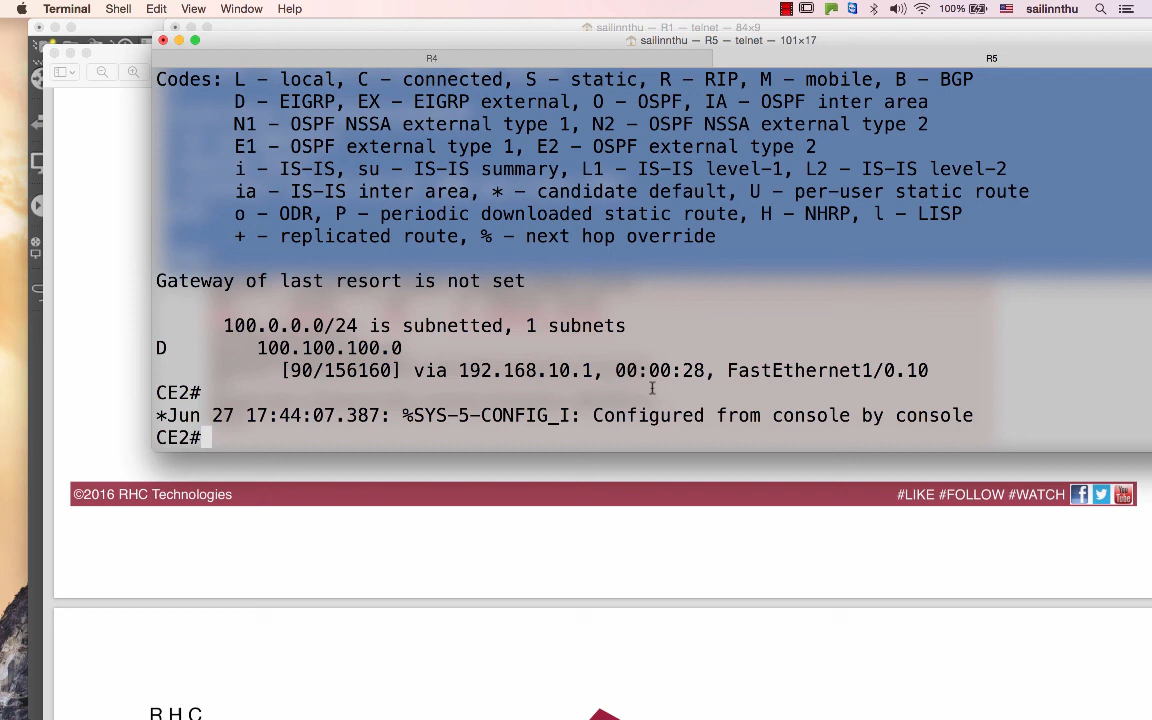 Terminal Shell Edit View Window Help 100% sailinnthu
sailinnthu — R1 — telnet — 84×9
sailinnthu — R5 — telnet — 101×17
R4 R5
Codes: L - local, C - connected, S - static, R - RIP, M - mobile, B - BGP
D - EIGRP, EX - EIGRP external, O - OSPF, IA - OSPF inter area
N1 - OSPF NSSA external type 1, N2 - OSPF NSSA external type 2
E1 - OSPF external type 1, E2 - OSPF external type 2
i - IS-IS, su - IS-IS summary, L1 - IS-IS level-1, L2 - IS-IS level-2
ia - IS-IS inter area, * - candidate default, U - per-user static route
o - ODR, P - periodic downloaded static route, H - NHRP, l - LISP
+ - replicated route, % - next hop override
Gateway of last resort is not set
100.0.0.0/24 is subnetted, 1 subnets
D 100.100.100.0
[90/156160] via 192.168.10.1, 00:00:28, FastEthernet1/0.10
CE2#
*Jun 27 17:44:07.387: %SYS-5-CONFIG_I: Configured from console by console
CE2#
©2016 RHC Technologies #LIKE #FOLLOW #WATCH You Tube
RHC